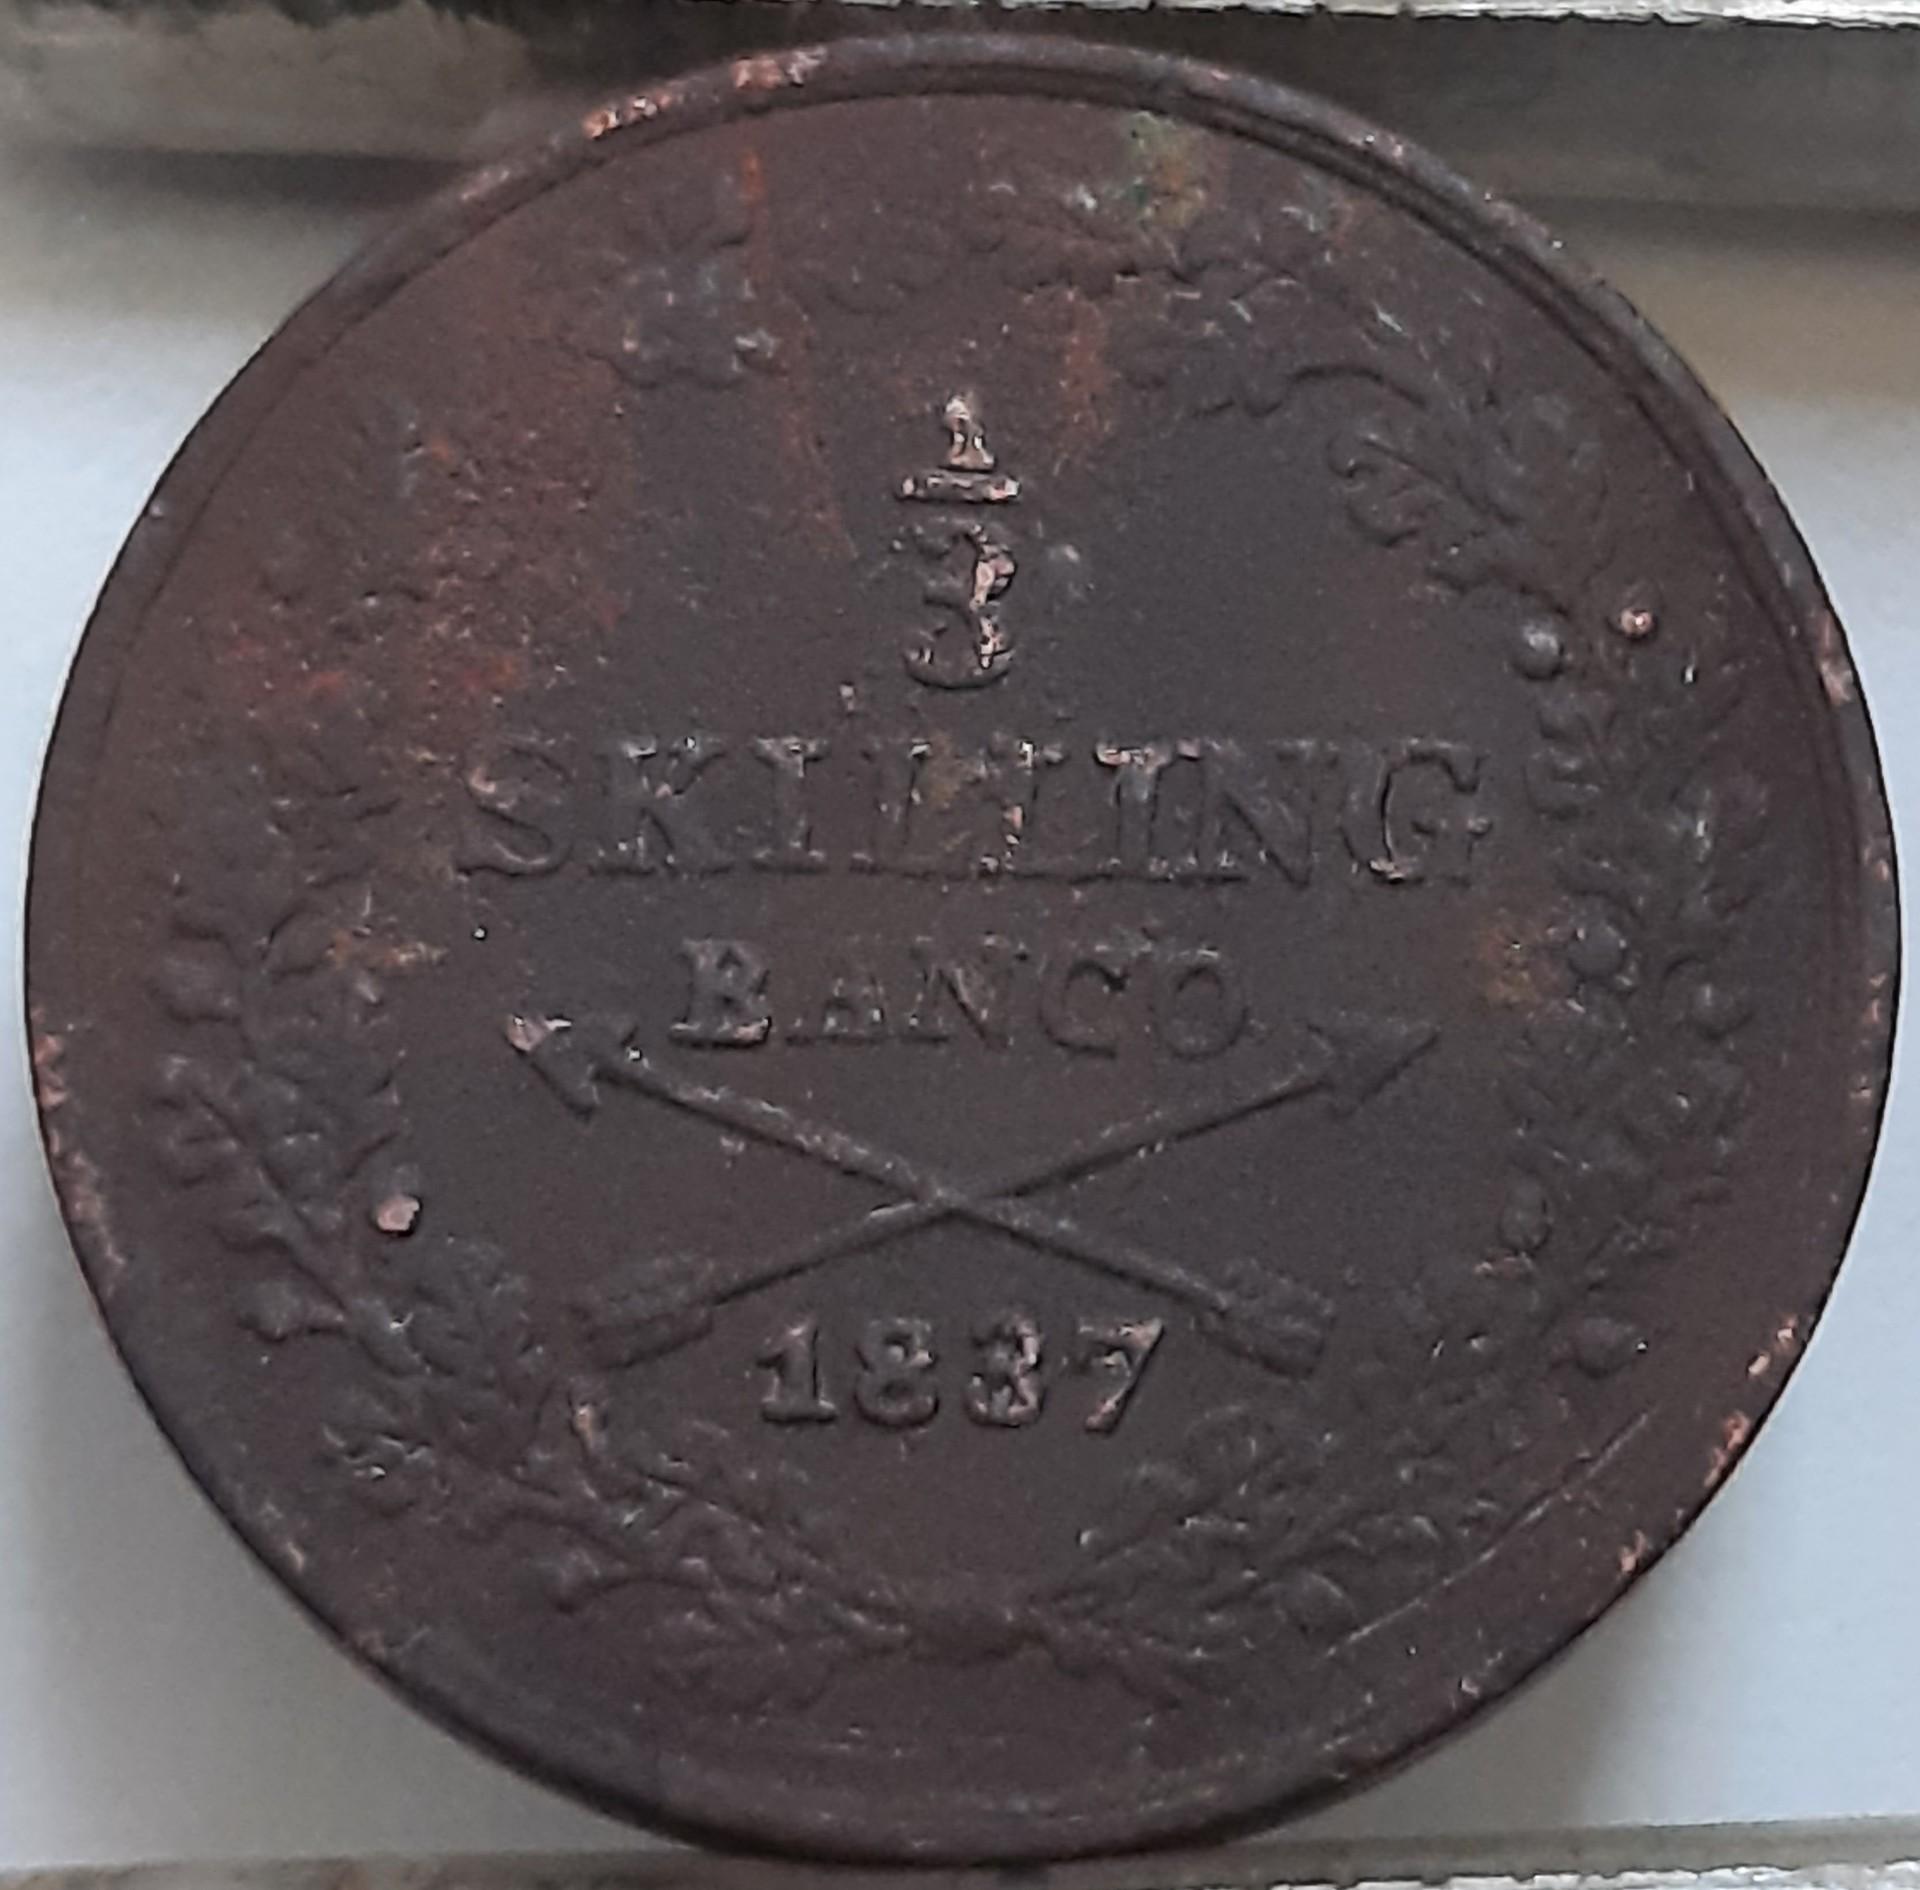 1/3
SKILLING
BANCO
1837